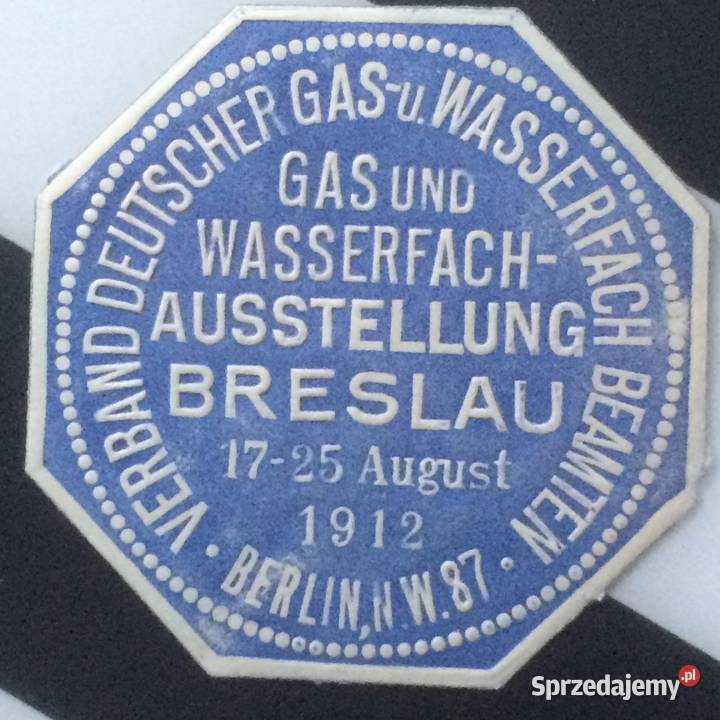 VERBAND DEUTSCHER GAS-u. WASSERFACH BEAMTEN
GAS UND
WASSERFACH-
AUSSTELLUNG
BRESLAU
17-25 August
1912
· BERLIN, N.W. 87 ·
Sprzedajemy.pl